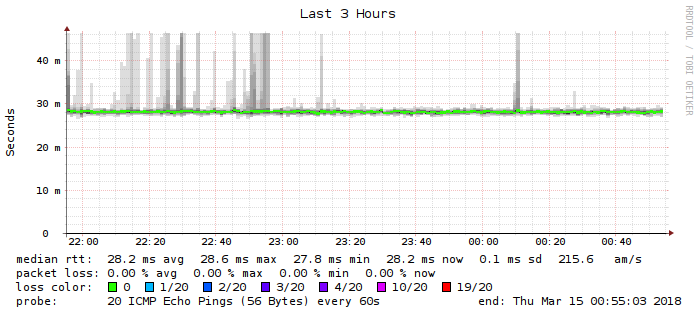 Last 3 Hours
RRDTOOL / TOBI OETIKER
Seconds
40 m
30 m
20 m
10 m
0
22:00 22:20 22:40 23:00 23:20 23:40 00:00 00:20 00:40
median rtt: 28.2 ms avg 28.6 ms max 27.8 ms min 28.2 ms now 0.1 ms sd 215.6 am/s
packet loss: 0.00 % avg 0.00 % max 0.00 % min 0.00 % now
loss color: 0 1/20 2/20 3/20 4/20 10/20 19/20
probe: 20 ICMP Echo Pings (56 Bytes) every 60s end: Thu Mar 15 00:55:03 2018